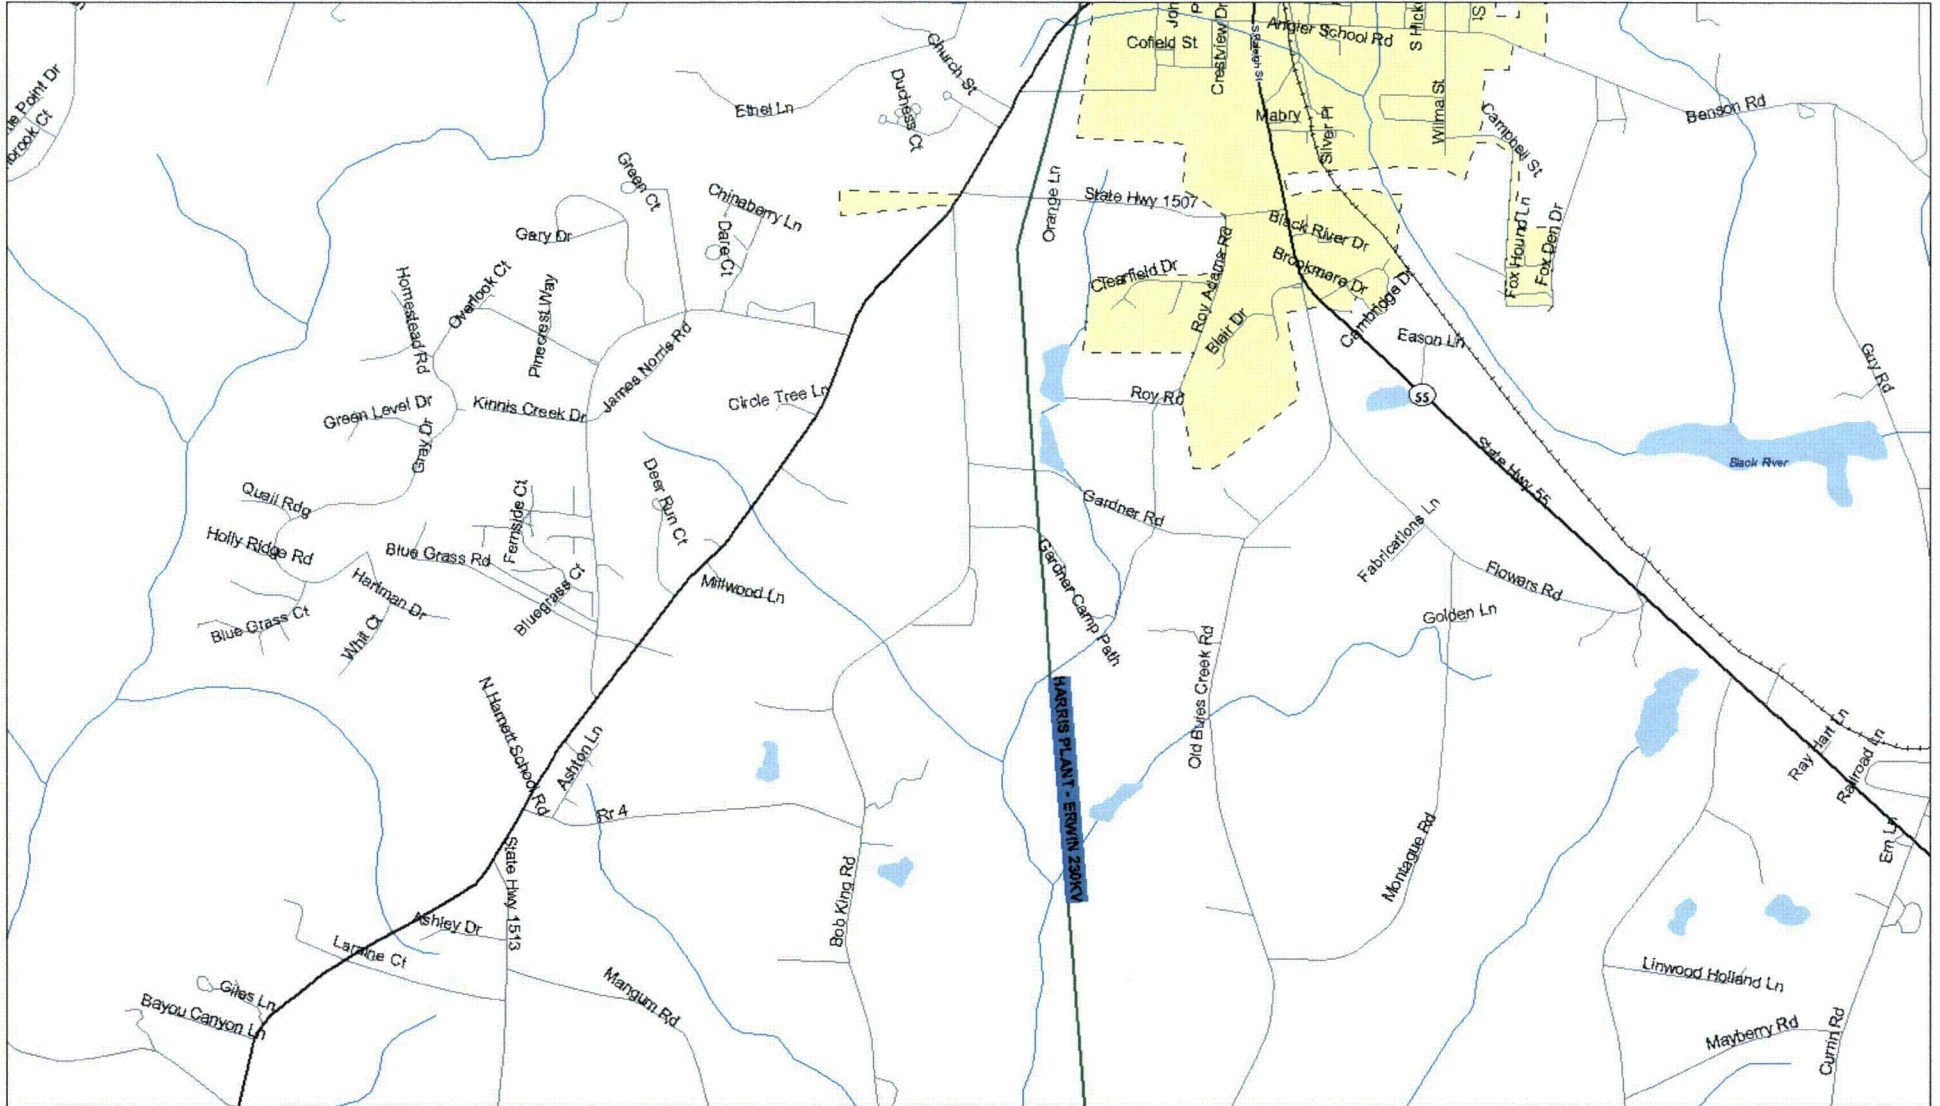 Cofield St
Crestview Dr
S Raleigh St
Angier School Rd
St
Church St
Duchess Ct
Ethel Ln
Mabry
Silver Pl
Wilma St
Campbell St
Benson Rd
Green Ct
Chinaberry Ln
Dare Ct
Gary Dr
Orange Ln
State Hwy 1507
Black River Dr
Brookmere Dr
Cambridge Dr
Fox Hound Ln
Fox Den Dr
Clearfield Dr
Roy Adams Rd
Blair Dr
Eason Ln
Guy Rd
Homestead Rd
Overlook Ct
Pinecrest Way
James Norris Rd
Circle Tree Ln
Green Level Dr
Gray Dr
Kinnis Creek Dr
Roy Rd
55
State Hwy 55
Black River
Quail Rdg
Holly Ridge Rd
Blue Grass Rd
Fernside Ct
Deer Run Ct
Gardner Rd
Fabrications Ln
Flowers Rd
Golden Ln
Hartman Dr
Whit Ct
Blue Grass Ct
Bluegrass Ct
Millwood Ln
Gardner Camp Path
Old Buies Creek Rd
HARRIS PLANT - ERWIN 230KV
N Harnett School Rd
Ashton Ln
Rr 4
Ray Hart Ln
Railroad Ln
Em Ln
Montague Rd
Bob King Rd
State Hwy 1513
Ashley Dr
Laraine Ct
Giles Ln
Bayou Canyon Ln
Mangum Rd
Linwood Holland Ln
Mayberry Rd
Currin Rd